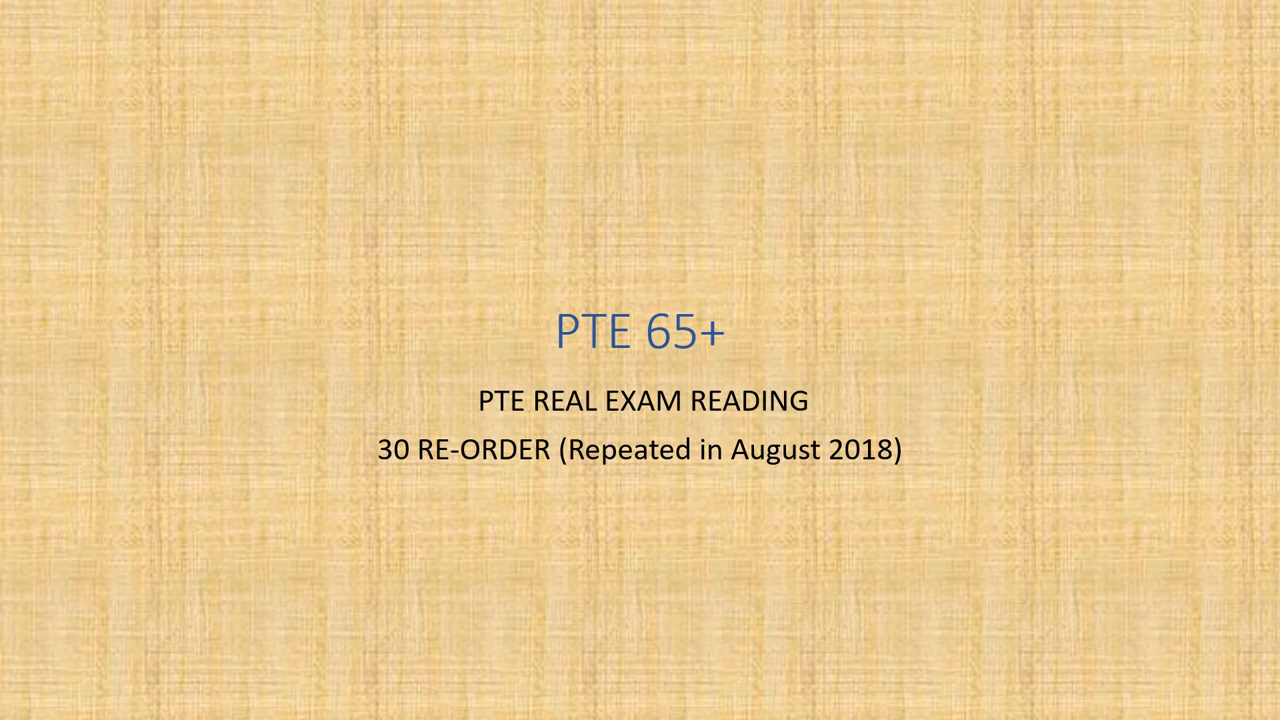 PTE 65+
PTE REAL EXAM READING
30 RE-ORDER (Repeated in August 2018)